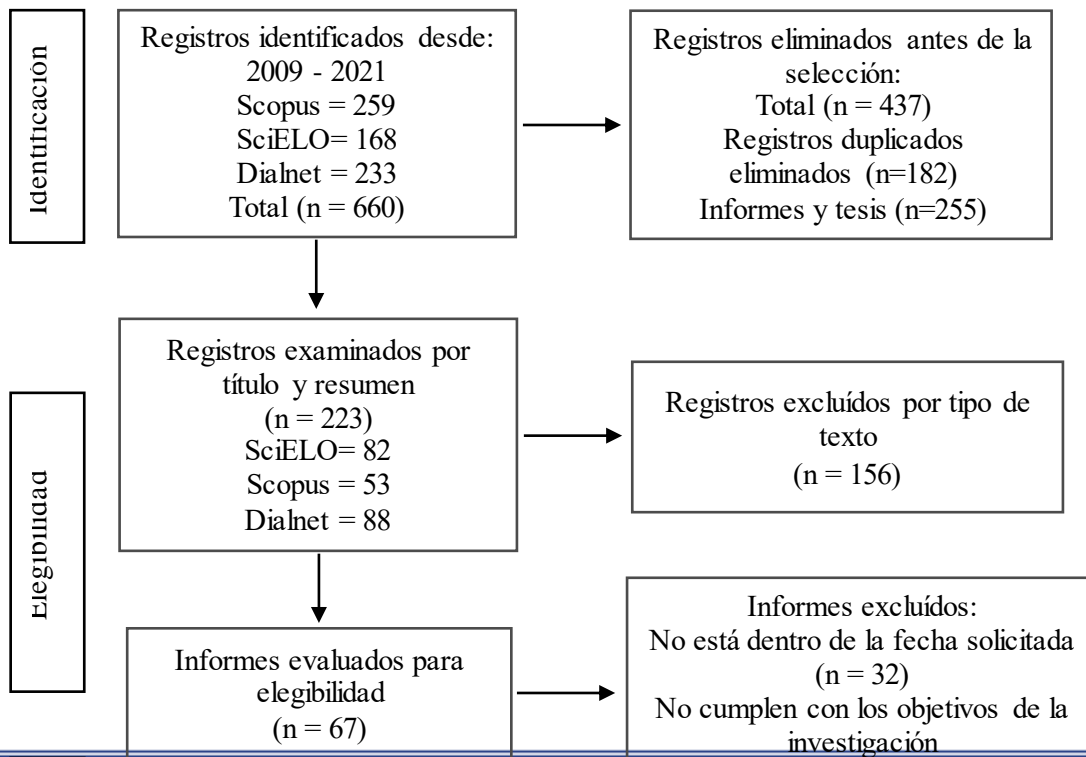 Identificación
Registros identificados desde:
2009 - 2021
Scopus = 259
SciELO= 168
Dialnet = 233
Total (n = 660)
Registros eliminados antes de la
selección:
Total (n = 437)
Registros duplicados
eliminados (n=182)
Informes y tesis (n=255)
Elegibilidad
Registros examinados por
título y resumen
(n = 223)
SciELO= 82
Scopus = 53
Dialnet = 88
Registros excluídos por tipo de
texto
(n = 156)
Informes evaluados para
elegibilidad
(n = 67)
Informes excluídos:
No está dentro de la fecha solicitada
(n = 32)
No cumplen con los objetivos de la
investigación